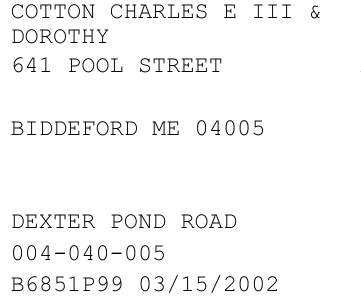 COTTON CHARLES E III &
DOROTHY
641 POOL STREET
BIDDEFORD ME 04005
DEXTER POND ROAD
004-040-005
B6851P99 03/15/2002